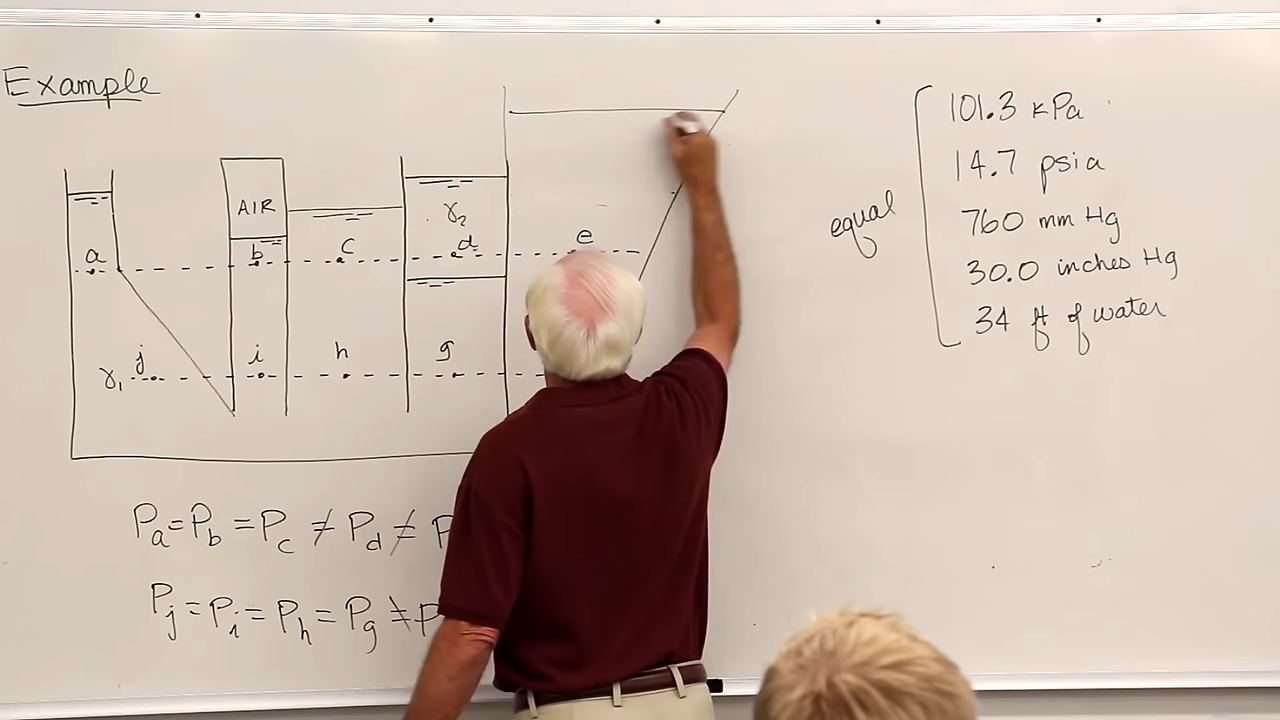 Example
AIR
γ₂
a b c d e
γ₁ j i h g
Pa = Pb = Pc ≠ Pd ≠ P
Pj = Pi = Ph = Pg ≠ P
equal
101.3 kPa
14.7 psia
760 mm Hg
30.0 inches Hg
34 ft of water